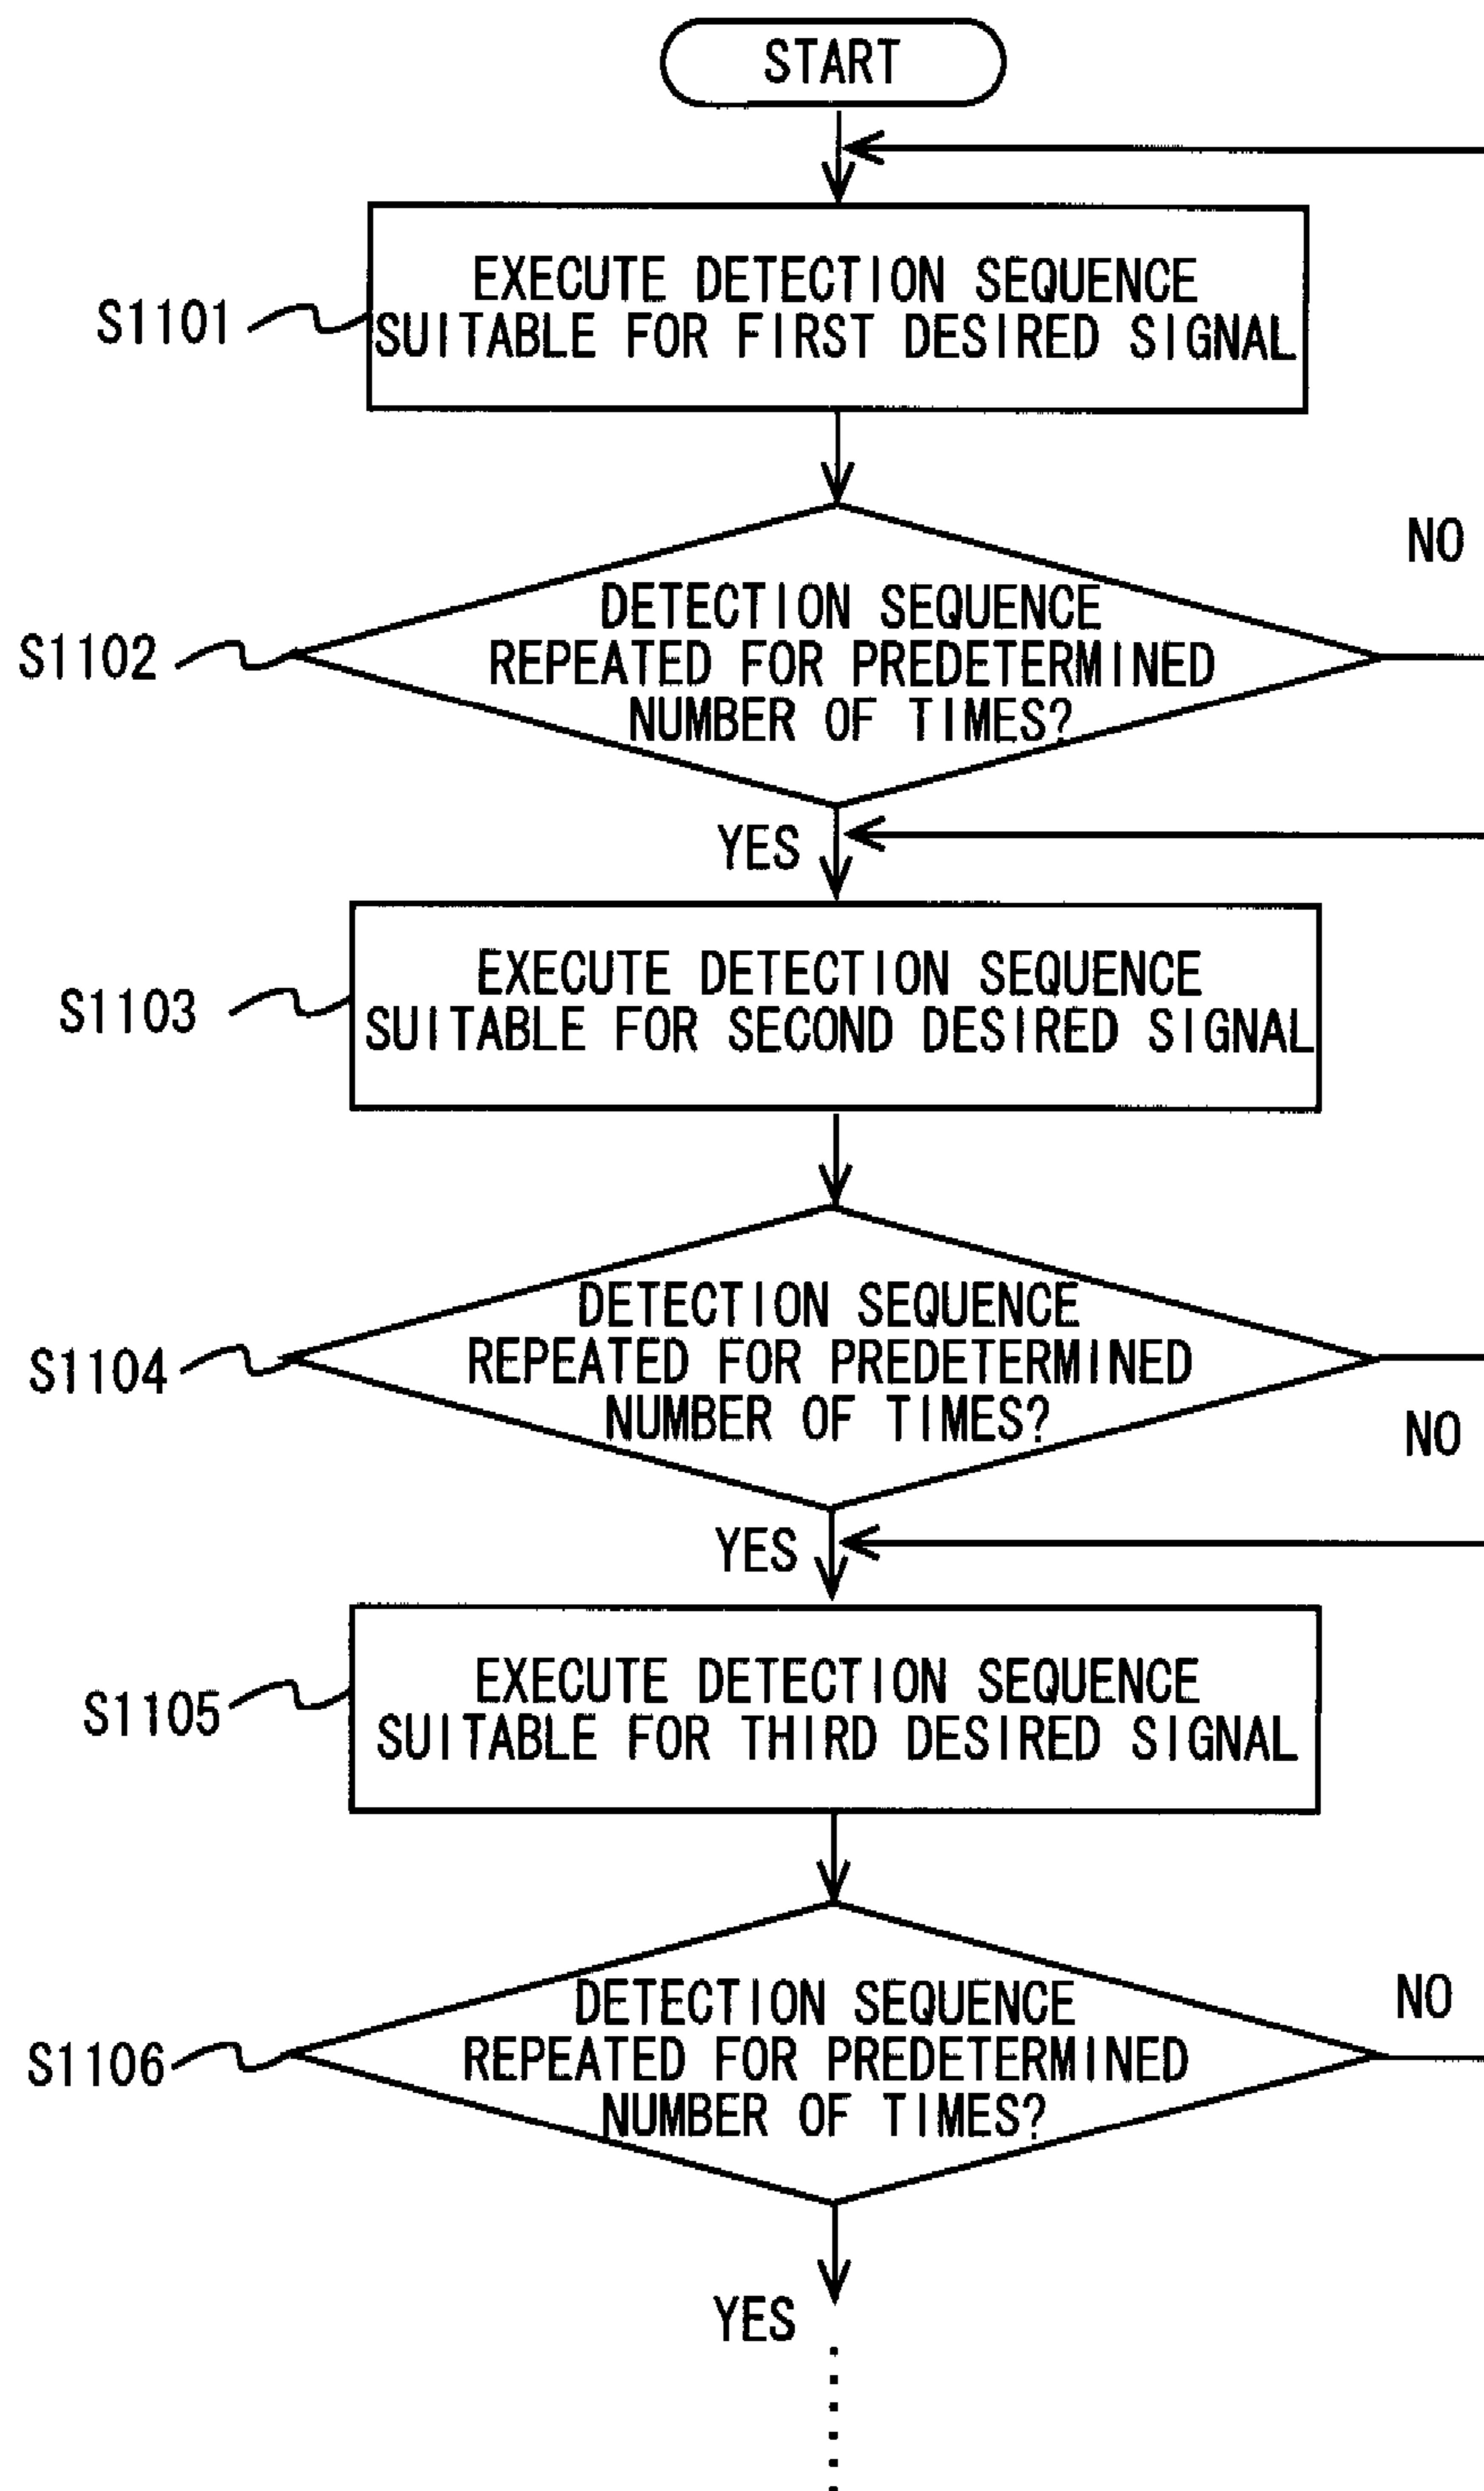 START
EXECUTE DETECTION SEQUENCE
SUITABLE FOR FIRST DESIRED SIGNAL
S1101
NO
DETECTION SEQUENCE
REPEATED FOR PREDETERMINED
NUMBER OF TIMES?
S1102
YES
EXECUTE DETECTION SEQUENCE
SUITABLE FOR SECOND DESIRED SIGNAL
S1103
DETECTION SEQUENCE
REPEATED FOR PREDETERMINED
NUMBER OF TIMES?
S1104
NO
YES
EXECUTE DETECTION SEQUENCE
SUITABLE FOR THIRD DESIRED SIGNAL
S1105
NO
DETECTION SEQUENCE
REPEATED FOR PREDETERMINED
NUMBER OF TIMES?
S1106
YES